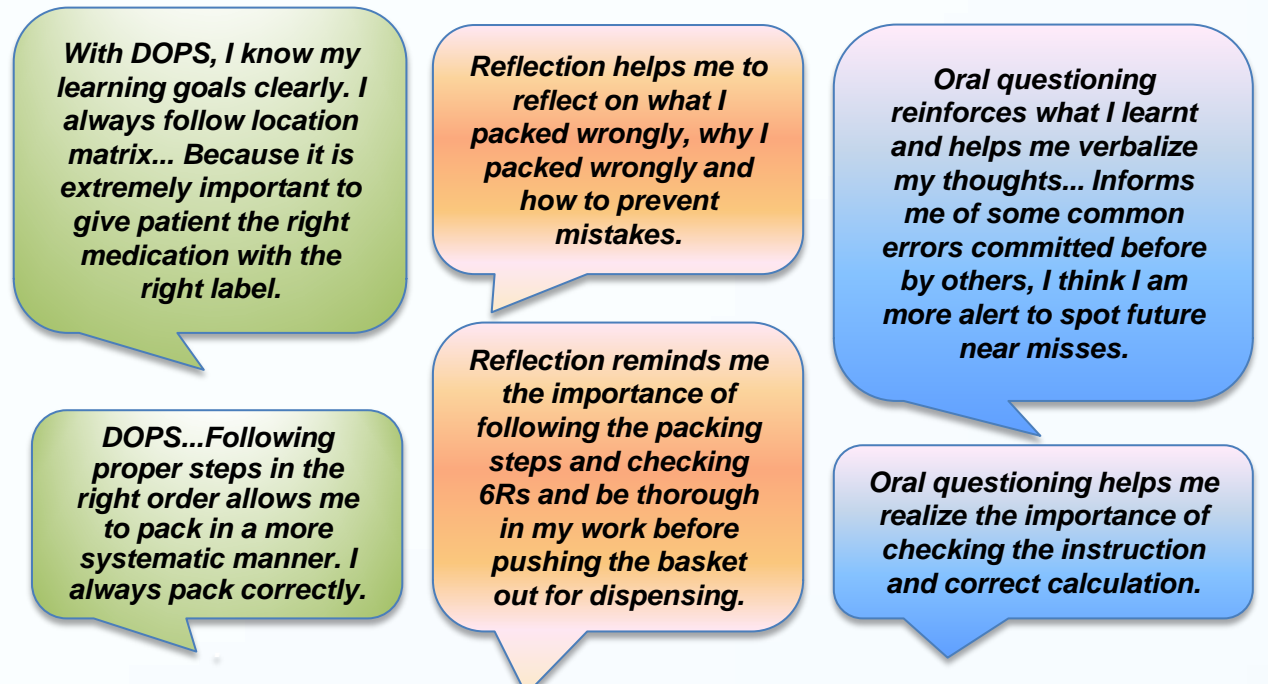 With DOPS, I know my
learning goals clearly. I
always follow location
matrix... Because it is
extremely important to
give patient the right
medication with the
right label.
DOPS...Following
proper steps in the
right order allows me
to pack in a more
systematic manner. I
always pack correctly.
Reflection helps me to
reflect on what I
packed wrongly, why I
packed wrongly and
how to prevent
mistakes.
Reflection reminds me
the importance of
following the packing
steps and checking
6Rs and be thorough
in my work before
pushing the basket
out for dispensing.
Oral questioning
reinforces what I learnt
and helps me verbalize
my thoughts... Informs
me of some common
errors committed before
by others, I think I am
more alert to spot future
near misses.
Oral questioning helps me
realize the importance of
checking the instruction
and correct calculation.